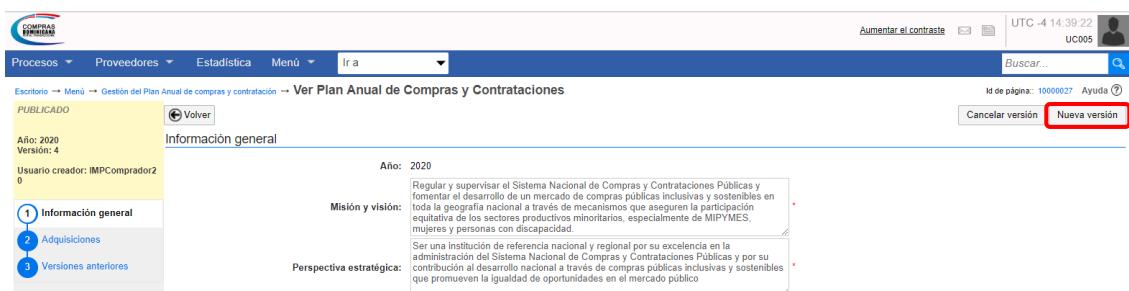 COMPRAS
DOMINICANA
Aumentar el contraste
UTC -4 14:39:22
UC005
Procesos
Proveedores
Estadística
Menú
Ir a
Buscar...
Escritorio → Menú → Gestión del Plan Anual de compras y contratación → Ver Plan Anual de Compras y Contrataciones
Id de página:: 10000027
Ayuda
PUBLICADO
Año: 2020
Versión: 4
Usuario creador: IMPComprador2
0
1 Información general
2 Adquisiciones
3 Versiones anteriores
Volver
Cancelar versión
Nueva versión
Información general
Año: 2020
Misión y visión:
Regular y supervisar el Sistema Nacional de Compras y Contrataciones Públicas y
fomentar el desarrollo de un mercado de compras públicas inclusivas y sostenibles en
toda la geografía nacional a través de mecanismos que aseguren la participación
equitativa de los sectores productivos minoritarios, especialmente de MIPYMES,
mujeres y personas con discapacidad.
*
Perspectiva estratégica:
Ser una institución de referencia nacional y regional por su excelencia en la
administración del Sistema Nacional de Compras y Contrataciones Públicas y por su
contribución al desarrollo nacional a través de compras públicas inclusivas y sostenibles
que promueven la igualdad de oportunidades en el mercado público
*